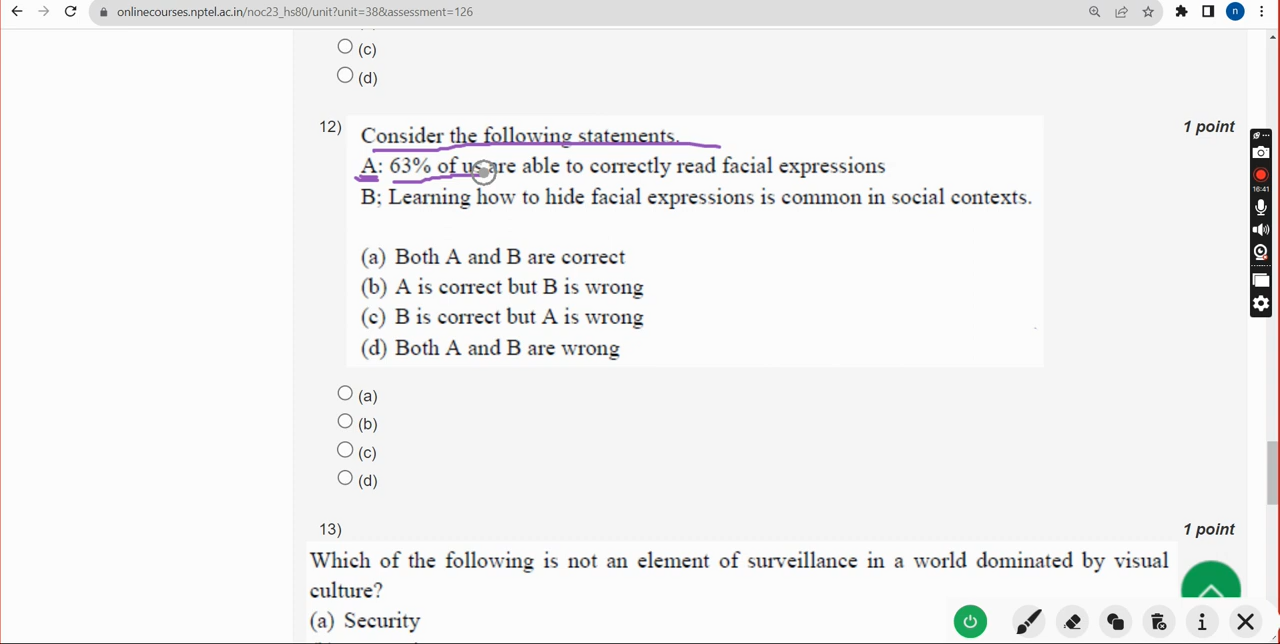 onlinecourses.nptel.ac.in/noc23_hs80/unit?unit=38&assessment=126
n
(c)
(d)
12)
1 point
Consider the following statements.
A: 63% of us are able to correctly read facial expressions
B; Learning how to hide facial expressions is common in social contexts.
(a) Both A and B are correct
(b) A is correct but B is wrong
(c) B is correct but A is wrong
(d) Both A and B are wrong
(a)
(b)
(c)
(d)
16:41
13)
1 point
Which of the following is not an element of surveillance in a world dominated by visual
culture?
(a) Security